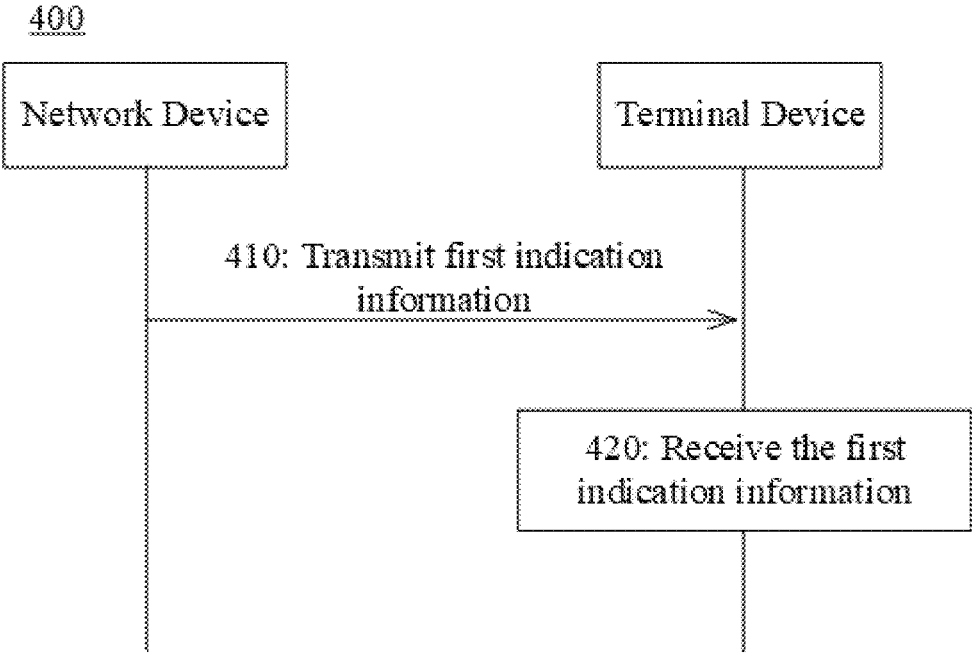 400
Network Device
Terminal Device
410: Transmit first indication
information
420: Receive the first
indication information